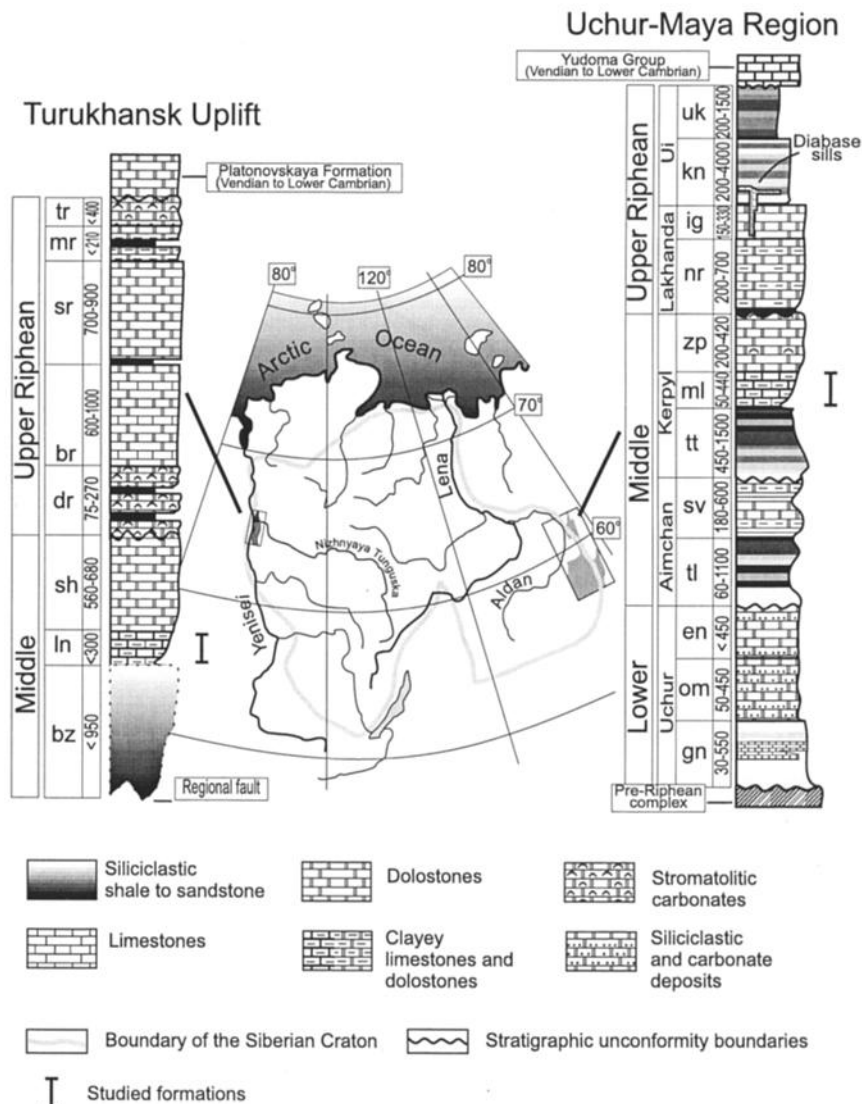 Uchur-Maya Region
Yudoma Group
(Vendian to Lower Cambrian)
Turukhansk Uplift
Platonovskaya Formation
(Vendian to Lower Cambrian)
Upper Riphean
Middle
tr
<400
mr
<210
sr
700-900
br
600-1000
dr
75-270
sh
560-680
ln
<300
bz
<950
Regional fault
80°
120°
80°
70°
60°
Arctic Ocean
Lena
Nizhnyaya Tunguska
Yenisei
Aldan
Upper Riphean
Middle
Lower
Ui
Lakhanda
Kerpyl
Aimchan
Uchur
uk
200-1500
kn
200-4000
Diabase
sills
ig
150-330
nr
200-700
zp
200-420
ml
50-440
tt
450-1500
sv
180-600
tl
60-1100
en
<450
om
50-450
gn
30-550
Pre-Riphean
complex
Siliciclastic
shale to sandstone
Dolostones
Stromatolitic
carbonates
Limestones
Clayey
limestones and
dolostones
Siliciclastic
and carbonate
deposits
Boundary of the Siberian Craton
Stratigraphic unconformity boundaries
Studied formations